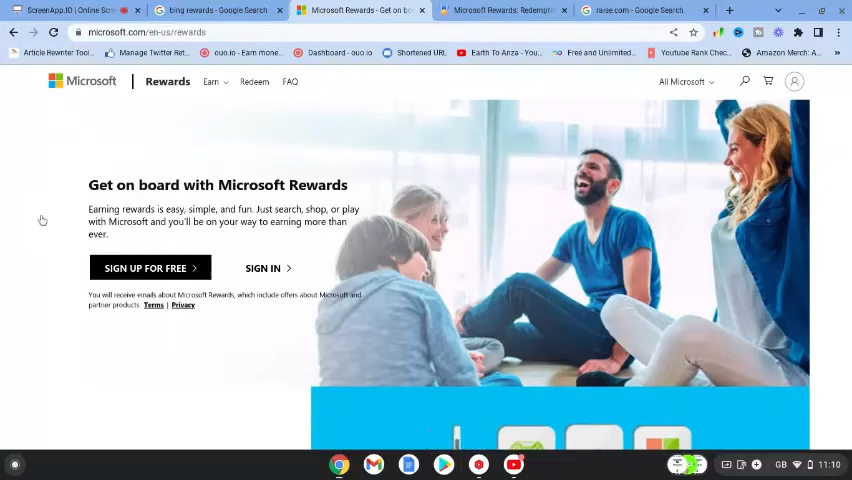 ScreenApp.IO | Online Scre
bing rewards - Google Search
Microsoft Rewards - Get on bo
Microsoft Rewards: Redemptio
raise.com - Google Search
microsoft.com/en-us/rewards
Article Rewriter Tool...
Manage Twitter Ret...
ouo.io - Earn mone...
Dashboard - ouo.io
Shortened URL
Earth To Anza - You...
Free and Unlimited...
Youtube Rank Chec...
Amazon Merch: A...
Microsoft
Rewards
Earn
Redeem
FAQ
All Microsoft
Get on board with Microsoft Rewards
Earning rewards is easy, simple, and fun. Just search, shop, or play
with Microsoft and you'll be on your way to earning more than
ever.
SIGN UP FOR FREE
SIGN IN
You will receive emails about Microsoft Rewards, which include offers about Microsoft and
partner products. Terms | Privacy
GB
11:10